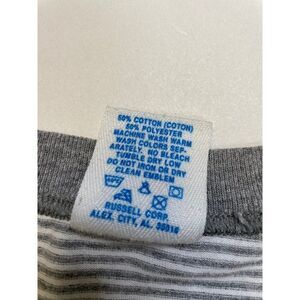 50% COTTON (COTON)
50% POLYESTER
MACHINE WASH WARM
WASH COLORS SEP-
ARATELY. NO BLEACH
TUMBLE DRY LOW
DO NOT IRON OR DRY
CLEAN EMBLEM
RUSSELL CORP.
ALEX. CITY, AL.